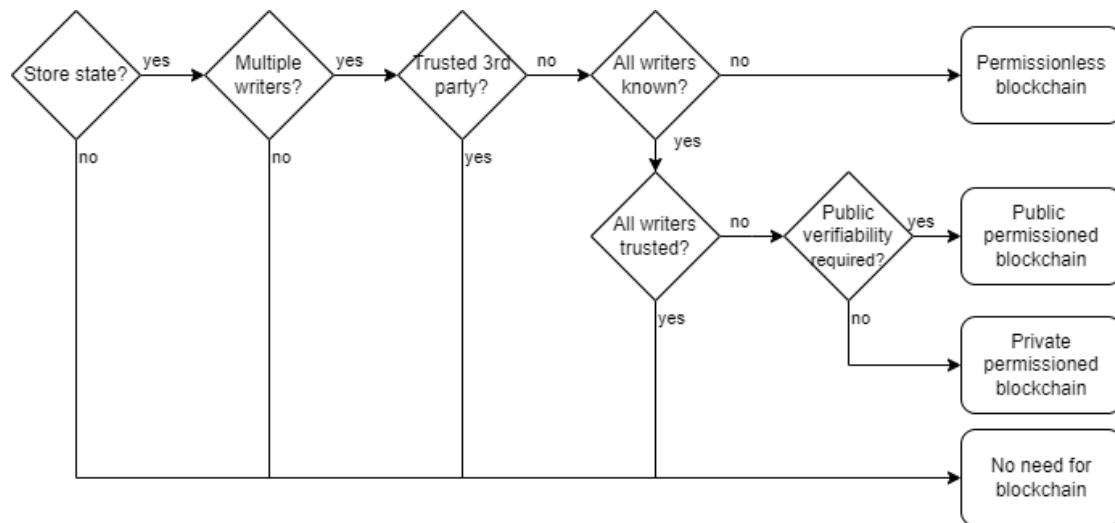 Store state?
yes
Multiple
writers?
yes
Trusted 3rd
party?
no
All writers
known?
no
Permissionless
blockchain
no
no
yes
yes
All writers
trusted?
no
Public
verifiability
required?
yes
Public
permissioned
blockchain
yes
no
Private
permissioned
blockchain
No need for
blockchain